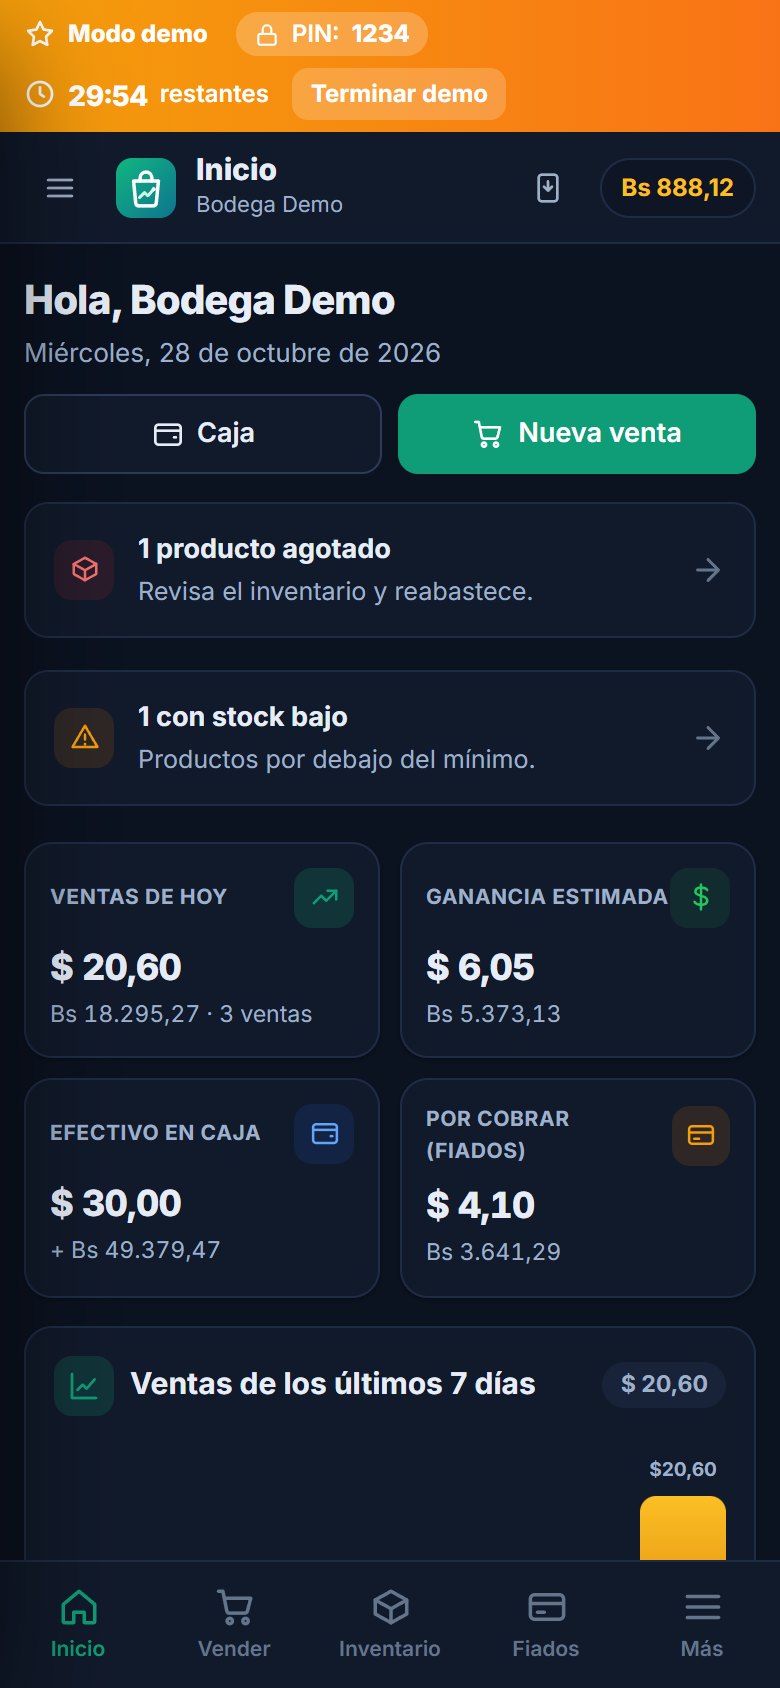 Modo demo
PIN: 1234
29:54 restantes
Terminar demo
Inicio
Bodega Demo
Bs 888,12
Hola, Bodega Demo
Miércoles, 28 de octubre de 2026
Caja
Nueva venta
1 producto agotado
Revisa el inventario y reabastece.
1 con stock bajo
Productos por debajo del mínimo.
VENTAS DE HOY
$ 20,60
Bs 18.295,27 · 3 ventas
GANANCIA ESTIMADA
$ 6,05
Bs 5.373,13
EFECTIVO EN CAJA
$ 30,00
+ Bs 49.379,47
POR COBRAR
(FIADOS)
$ 4,10
Bs 3.641,29
Ventas de los últimos 7 días
$ 20,60
$20,60
Inicio
Vender
Inventario
Fiados
Más